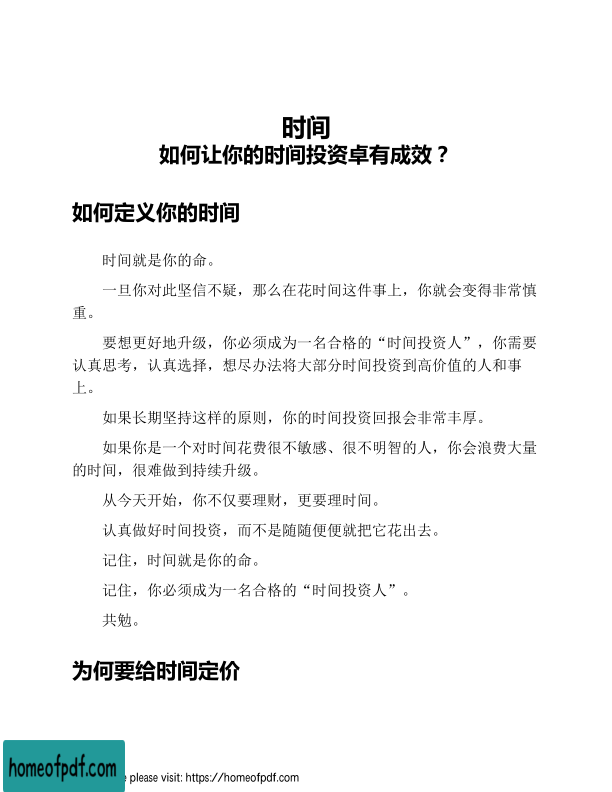 时间
如何让你的时间投资卓有成效？
如何定义你的时间
时间就是你的命。
一旦你对此坚信不疑，那么在花时间这件事上，你就会变得非常慎
重。
要想更好地升级，你必须成为一名合格的“时间投资人”，你需要
认真思考，认真选择，想尽办法将大部分时间投资到高价值的人和事
上。
如果长期坚持这样的原则，你的时间投资回报会非常丰厚。
如果你是一个对时间花费很不敏感、很不明智的人，你会浪费大量
的时间，很难做到持续升级。
从今天开始，你不仅要理财，更要理时间。
认真做好时间投资，而不是随随便便就把它花出去。
记住，时间就是你的命。
记住，你必须成为一名合格的“时间投资人”。
共勉。
为何要给时间定价
homeofpdf.com
e please visit: https://homeofpdf.com